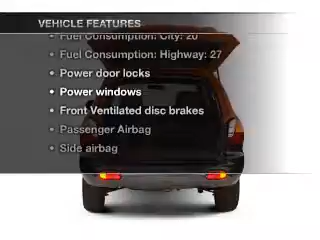 VEHICLE FEATURES
• Fuel Consumption: City: 20
• Fuel Consumption: Highway: 27
• Power door locks
• Power windows
• Front Ventilated disc brakes
• Passenger Airbag
• Side airbag